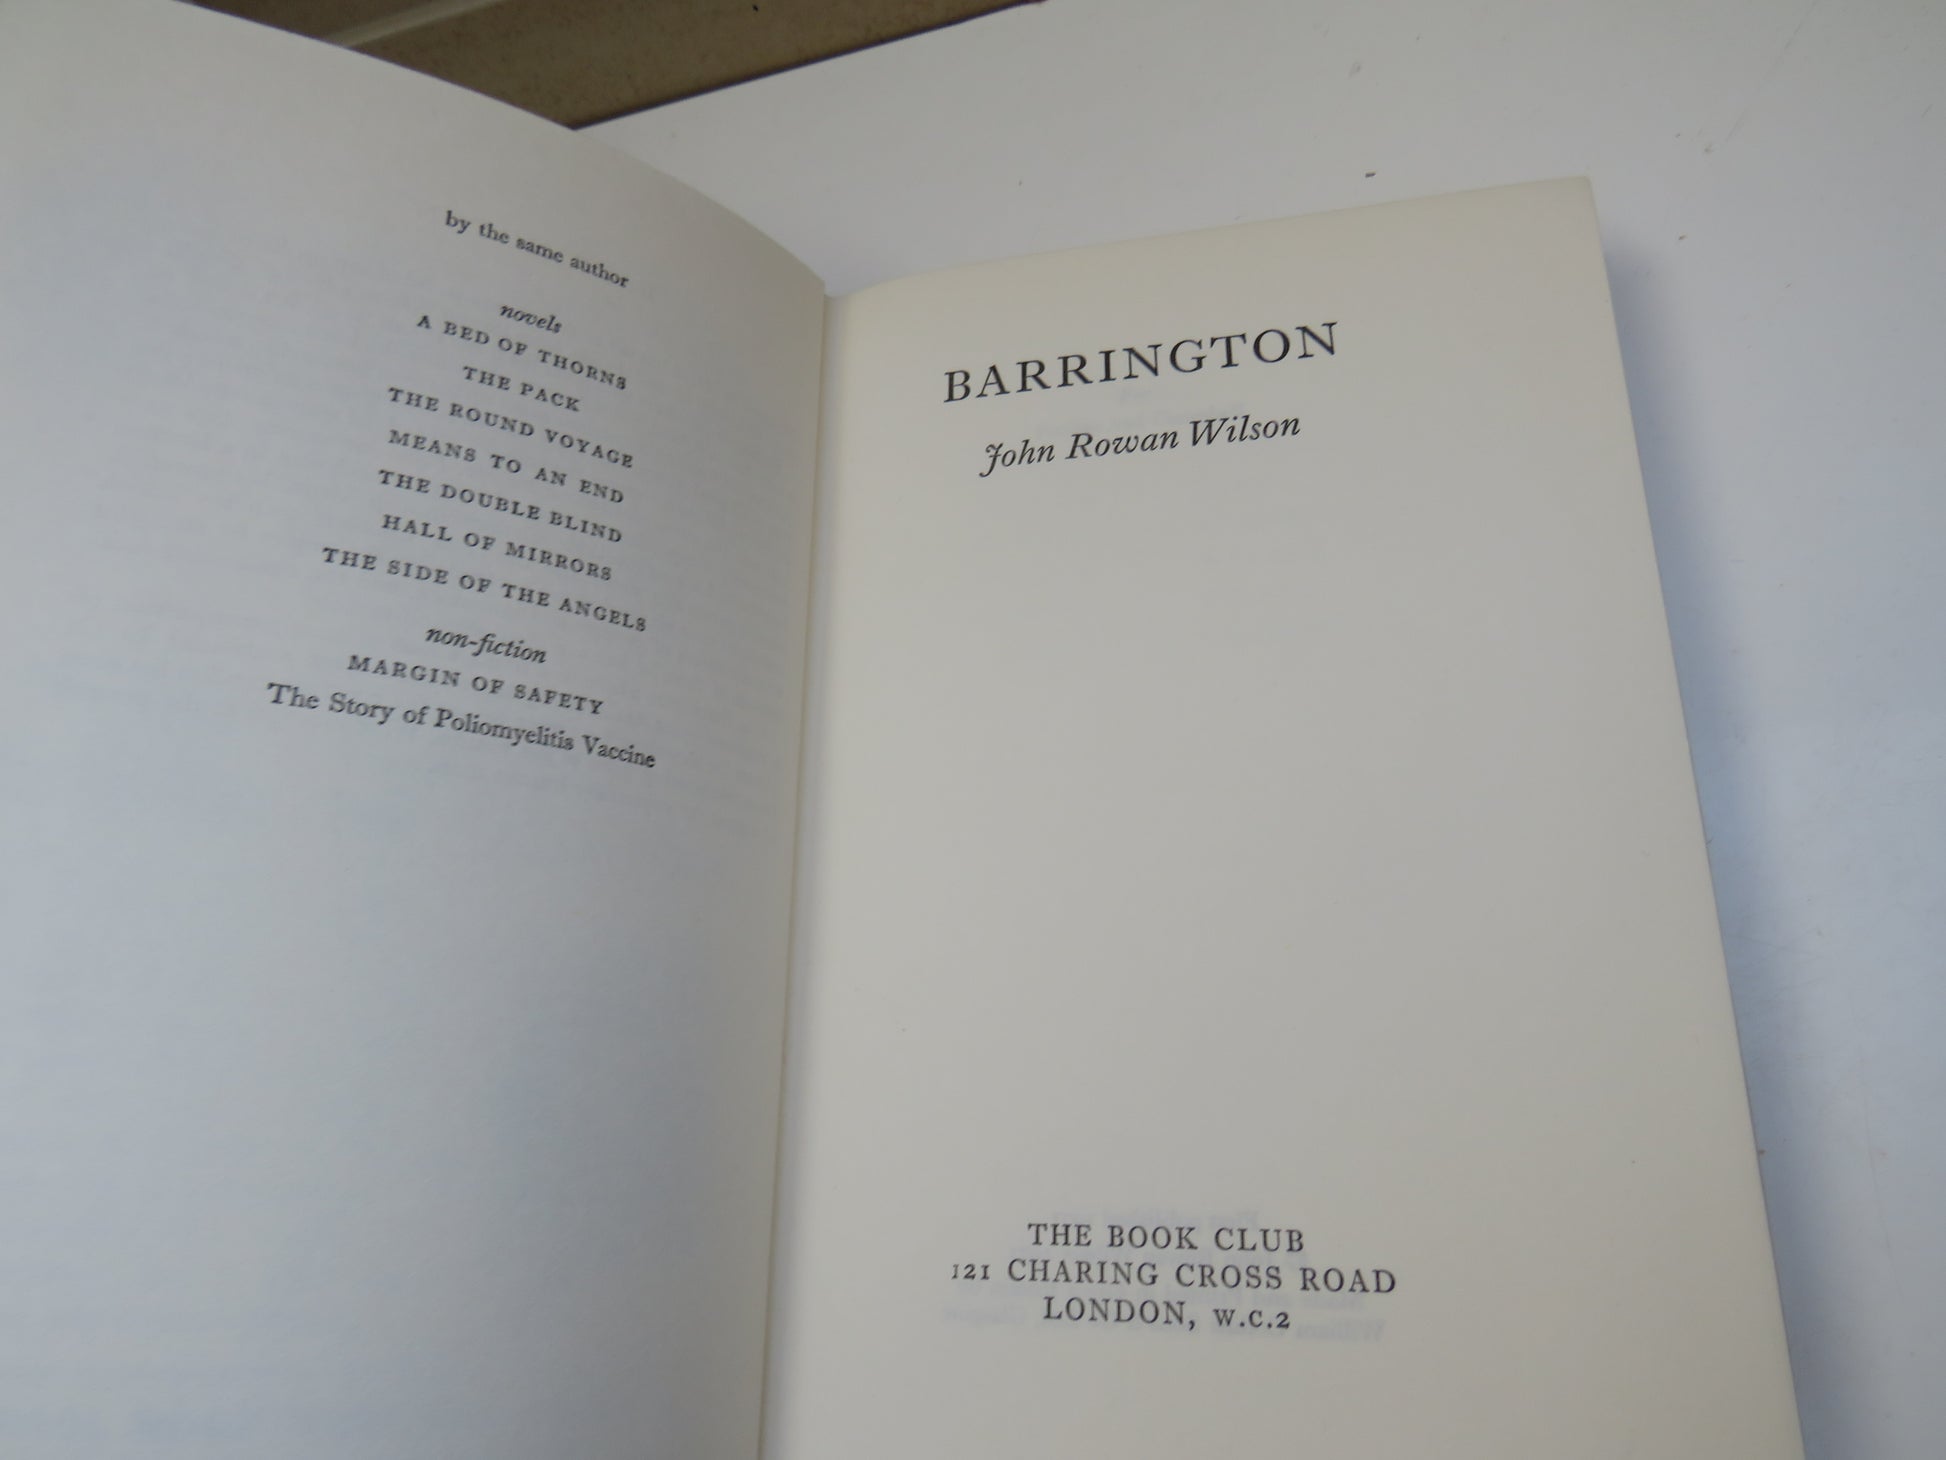 by the same author
novels
A BED OF THORNS
THE PACK
THE ROUND VOYAGE
MEANS TO AN END
THE DOUBLE BLIND
HALL OF MIRRORS
THE SIDE OF THE ANGELS
non-fiction
MARGIN OF SAFETY
The Story of Poliomyelitis Vaccine
BARRINGTON
John Rowan Wilson
THE BOOK CLUB
121 CHARING CROSS ROAD
LONDON, W.C.2